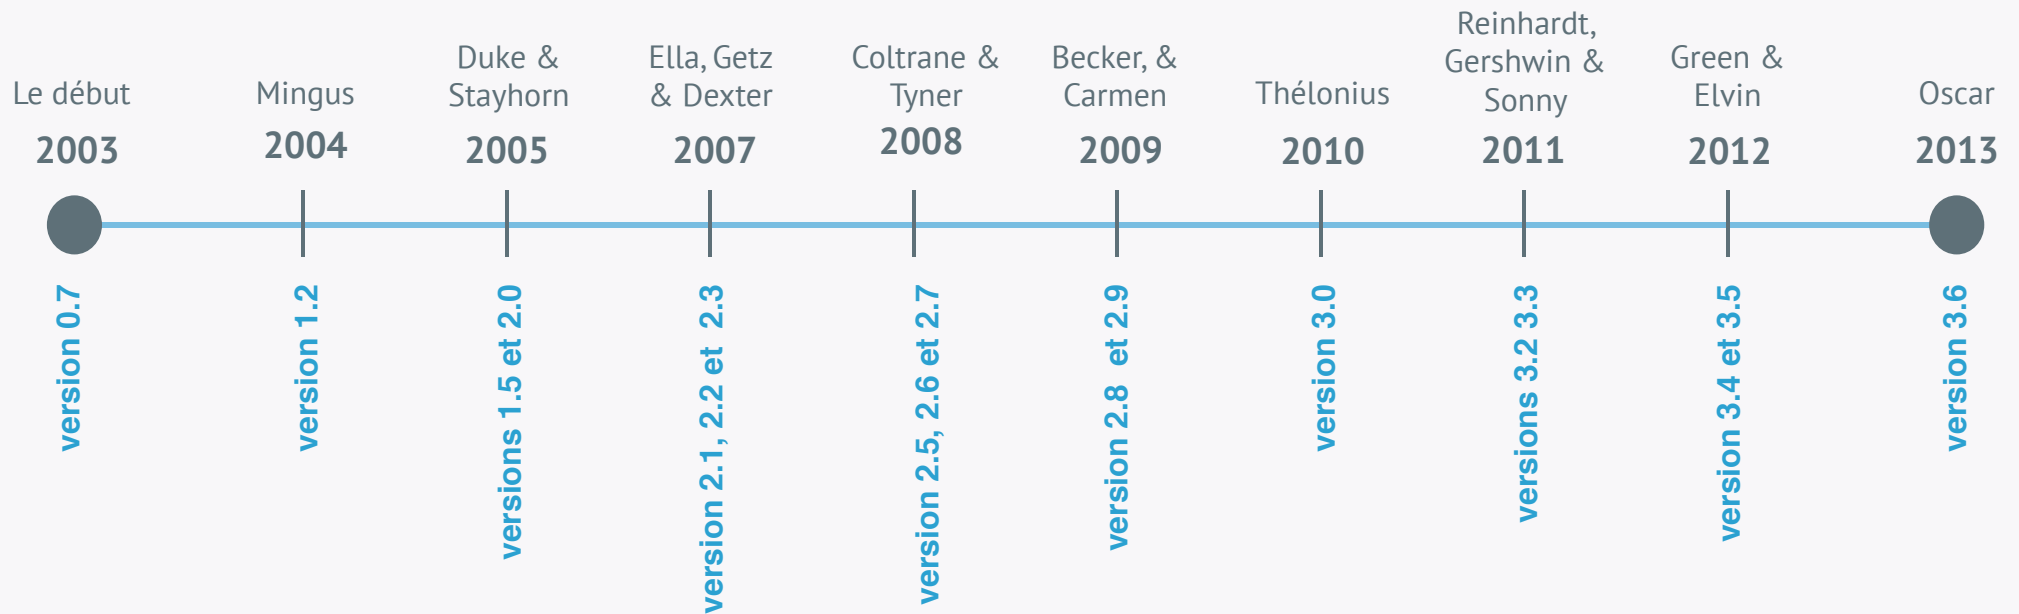 Le début
2003
version 0.7
Mingus
2004
version 1.2
Duke &
Stayhorn
2005
versions 1.5 et 2.0
Ella, Getz
& Dexter
2007
version 2.1, 2.2 et  2.3
Coltrane &
Tyner
2008
version 2.5, 2.6 et 2.7
Becker, &
Carmen
2009
version 2.8  et 2.9
Thélonius
2010
version 3.0
Reinhardt,
Gershwin &
Sonny
2011
versions 3.2 3.3
Green &
Elvin
2012
version 3.4 et 3.5
Oscar
2013
version 3.6